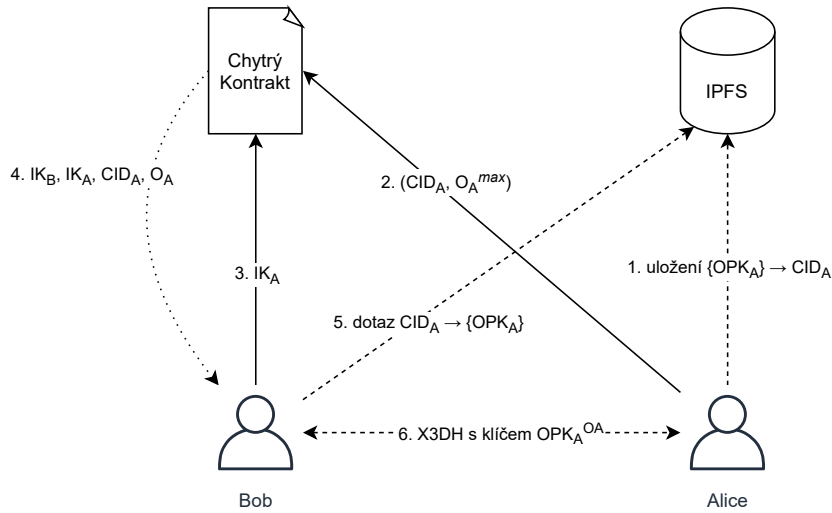 Chytrý
Kontrakt
IPFS
4. IK_B, IK_A, CID_A, O_A
2. (CID_A, O_A^max)
3. IK_A
1. uložení {OPK_A} → CID_A
5. dotaz CID_A → {OPK_A}
6. X3DH s klíčem OPK_A^OA
Bob
Alice